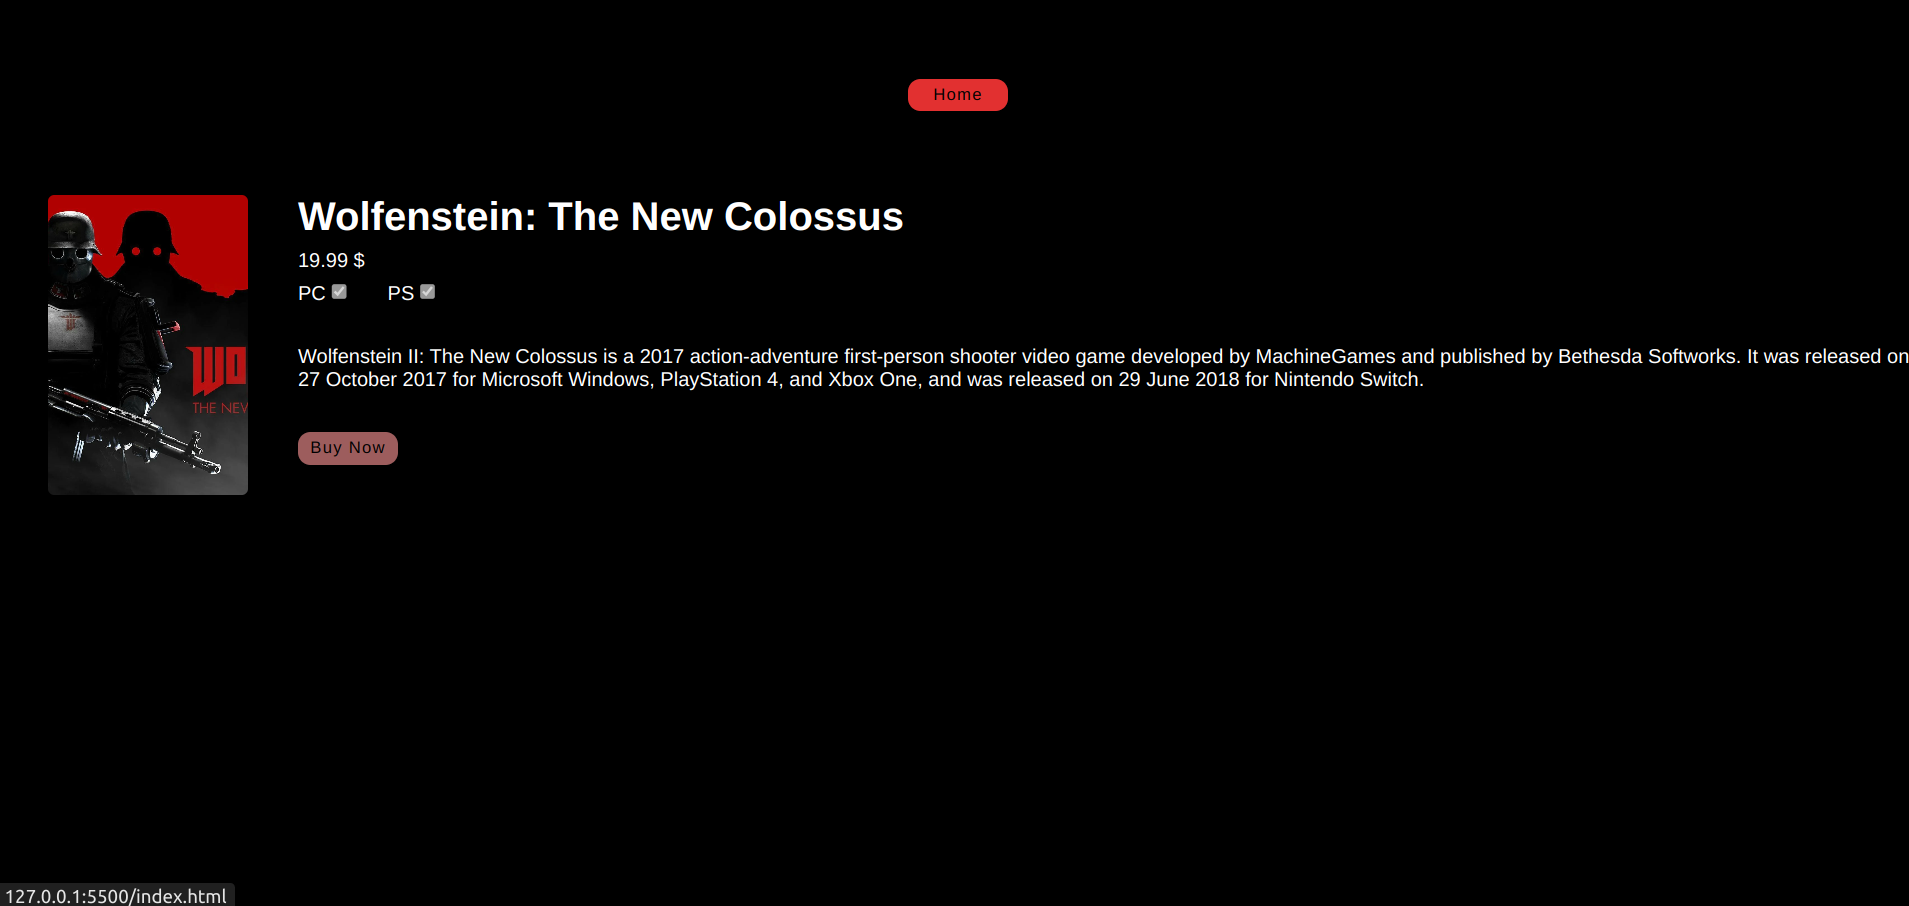 Home
Wolfenstein: The New Colossus
19.99 $
PC PS
Wolfenstein II: The New Colossus is a 2017 action-adventure first-person shooter video game developed by MachineGames and published by Bethesda Softworks. It was released on
27 October 2017 for Microsoft Windows, PlayStation 4, and Xbox One, and was released on 29 June 2018 for Nintendo Switch.
WO
THE NEW
Buy Now
127.0.0.1:5500/index.html